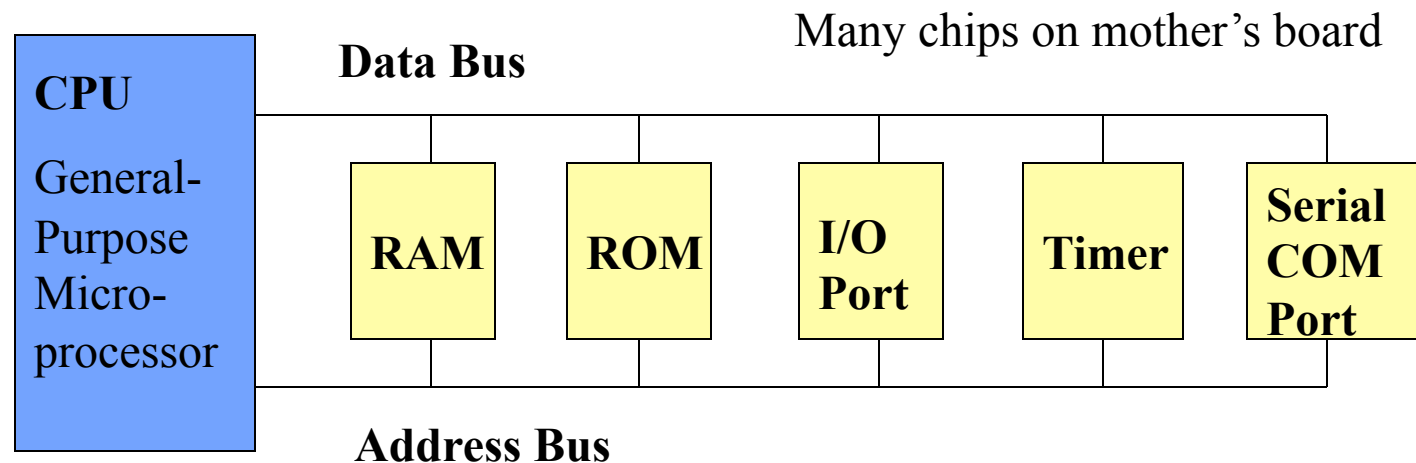 Many chips on mother’s board
Data Bus
CPU
General-
Purpose
Micro-
processor
RAM
ROM
I/O
Port
Timer
Serial
COM
Port
Address Bus